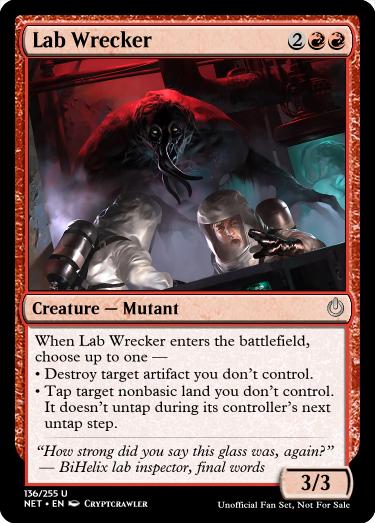 Lab Wrecker 2
Creature — Mutant
When Lab Wrecker enters the battlefield,
choose up to one —
• Destroy target artifact you don't control.
• Tap target nonbasic land you don't control.
It doesn't untap during its controller's next
untap step.
“How strong did you say this glass was, again?”
— BiHelix lab inspector, final words
3/3
136/255 U
NET • EN Cryptcrawler
Unofficial Fan Set, Not For Sale